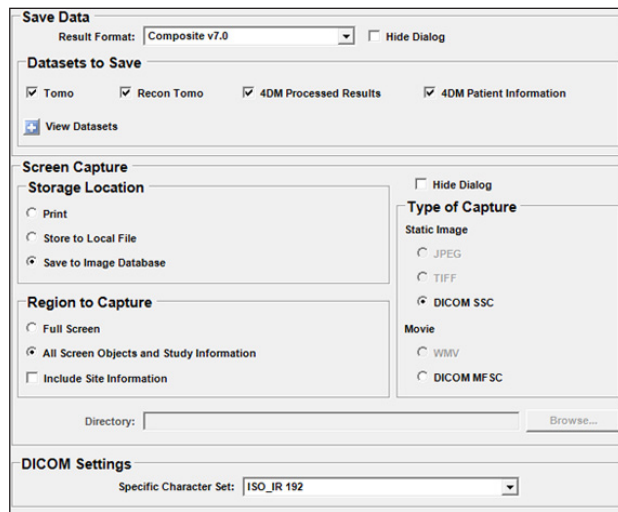 Save Data
Result Format: Composite v7.0 Hide Dialog
Datasets to Save
Tomo Recon Tomo 4DM Processed Results 4DM Patient Information
View Datasets
Screen Capture
Storage Location
Print
Store to Local File
Save to Image Database
Region to Capture
Full Screen
All Screen Objects and Study Information
Include Site Information
Hide Dialog
Type of Capture
Static Image
JPEG
TIFF
DICOM SSC
Movie
WMV
DICOM MFSC
Directory: Browse...
DICOM Settings
Specific Character Set: ISO_IR 192